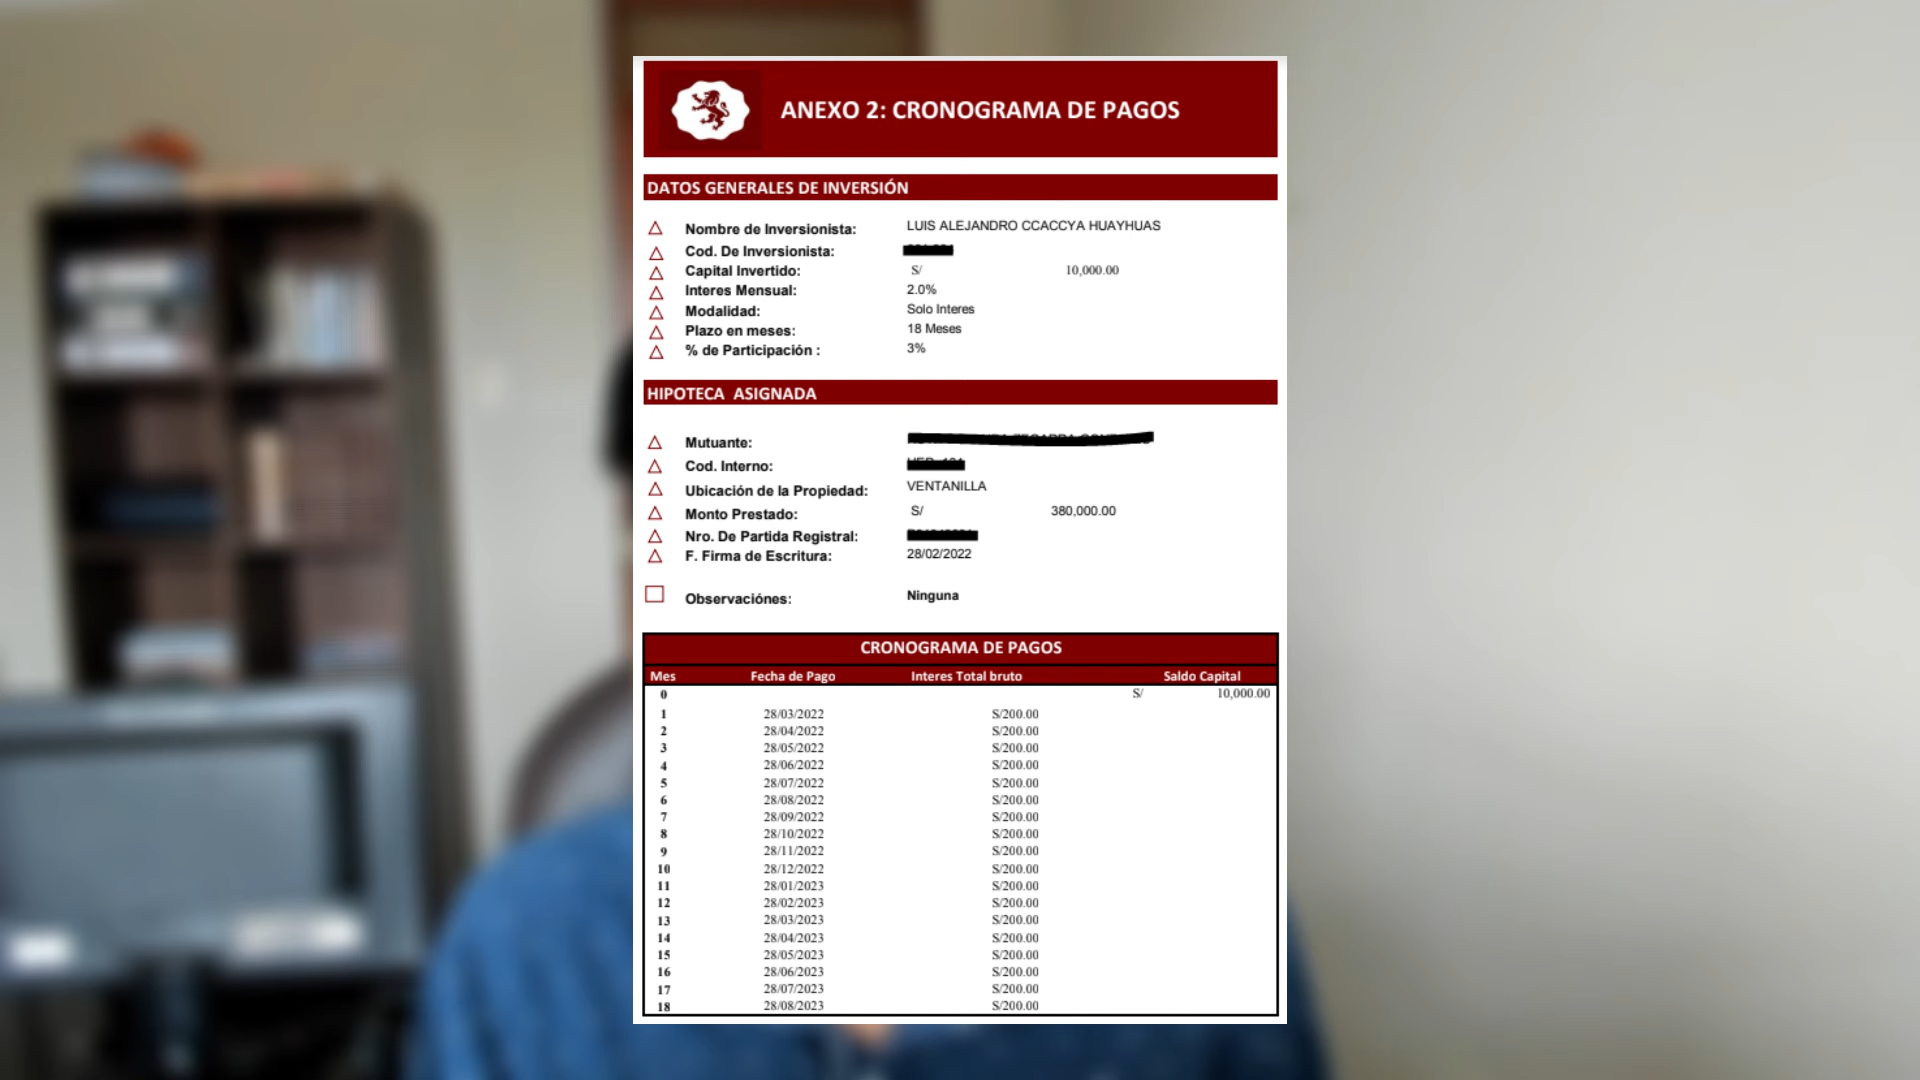 ANEXO 2: CRONOGRAMA DE PAGOS
DATOS GENERALES DE INVERSIÓN
Nombre de Inversionista: LUIS ALEJANDRO CCACCYA HUAYHUAS
Cod. De Inversionista:
Capital Invertido: S/ 10,000.00
Interes Mensual: 2.0%
Modalidad: Solo Interes
Plazo en meses: 18 Meses
% de Participación : 3%
HIPOTECA ASIGNADA
Mutuante:
Cod. Interno:
Ubicación de la Propiedad: VENTANILLA
Monto Prestado: S/ 380,000.00
Nro. De Partida Registral:
F. Firma de Escritura: 28/02/2022
Observaciónes: Ninguna
CRONOGRAMA DE PAGOS
Mes Fecha de Pago Interes Total bruto Saldo Capital
0 S/ 10,000.00
1 28/03/2022 S/200.00
2 28/04/2022 S/200.00
3 28/05/2022 S/200.00
4 28/06/2022 S/200.00
5 28/07/2022 S/200.00
6 28/08/2022 S/200.00
7 28/09/2022 S/200.00
8 28/10/2022 S/200.00
9 28/11/2022 S/200.00
10 28/12/2022 S/200.00
11 28/01/2023 S/200.00
12 28/02/2023 S/200.00
13 28/03/2023 S/200.00
14 28/04/2023 S/200.00
15 28/05/2023 S/200.00
16 28/06/2023 S/200.00
17 28/07/2023 S/200.00
18 28/08/2023 S/200.00